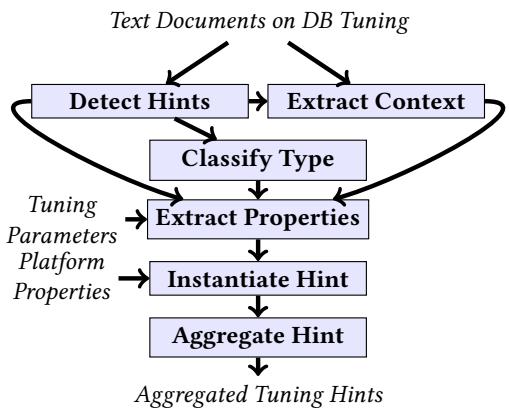 Text Documents on DB Tuning
Detect Hints
Extract Context
Classify Type
Tuning
Parameters
Extract Properties
Platform
Properties
Instantiate Hint
Aggregate Hint
Aggregated Tuning Hints